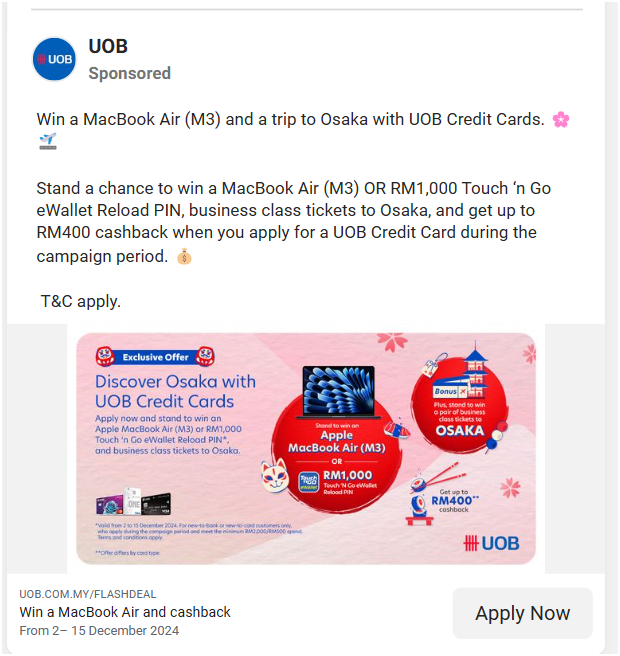 UOB
UOB
Sponsored
Win a MacBook Air (M3) and a trip to Osaka with UOB Credit Cards. 🌸
🛫
Stand a chance to win a MacBook Air (M3) OR RM1,000 Touch ‘n Go
eWallet Reload PIN, business class tickets to Osaka, and get up to
RM400 cashback when you apply for a UOB Credit Card during the
campaign period. 💰
T&C apply.
Exclusive Offer
Discover Osaka with
UOB Credit Cards
Apply now and stand to win an
Apple MacBook Air (M3) or RM1,000
Touch 'n Go eWallet Reload PIN*,
and business class tickets to Osaka.
ONE
*Valid from 2 to 15 December 2024. For new-to-bank or new-to-card customers only,
who apply during the campaign period and meet the minimum RM2,000/RM500 spend.
Terms and conditions apply.
**Offer differs by card type.
Stand to win an
Apple
MacBook Air (M3)
OR
Touch
'n GO
eWallet
RM1,000
Touch 'N Go eWallet
Reload PIN
Bonus
Plus, stand to win
a pair of business
class tickets to
OSAKA
Get up to
RM400**
cashback
UOB
UOB.COM.MY/FLASHDEAL
Win a MacBook Air and cashback
From 2– 15 December 2024
Apply Now